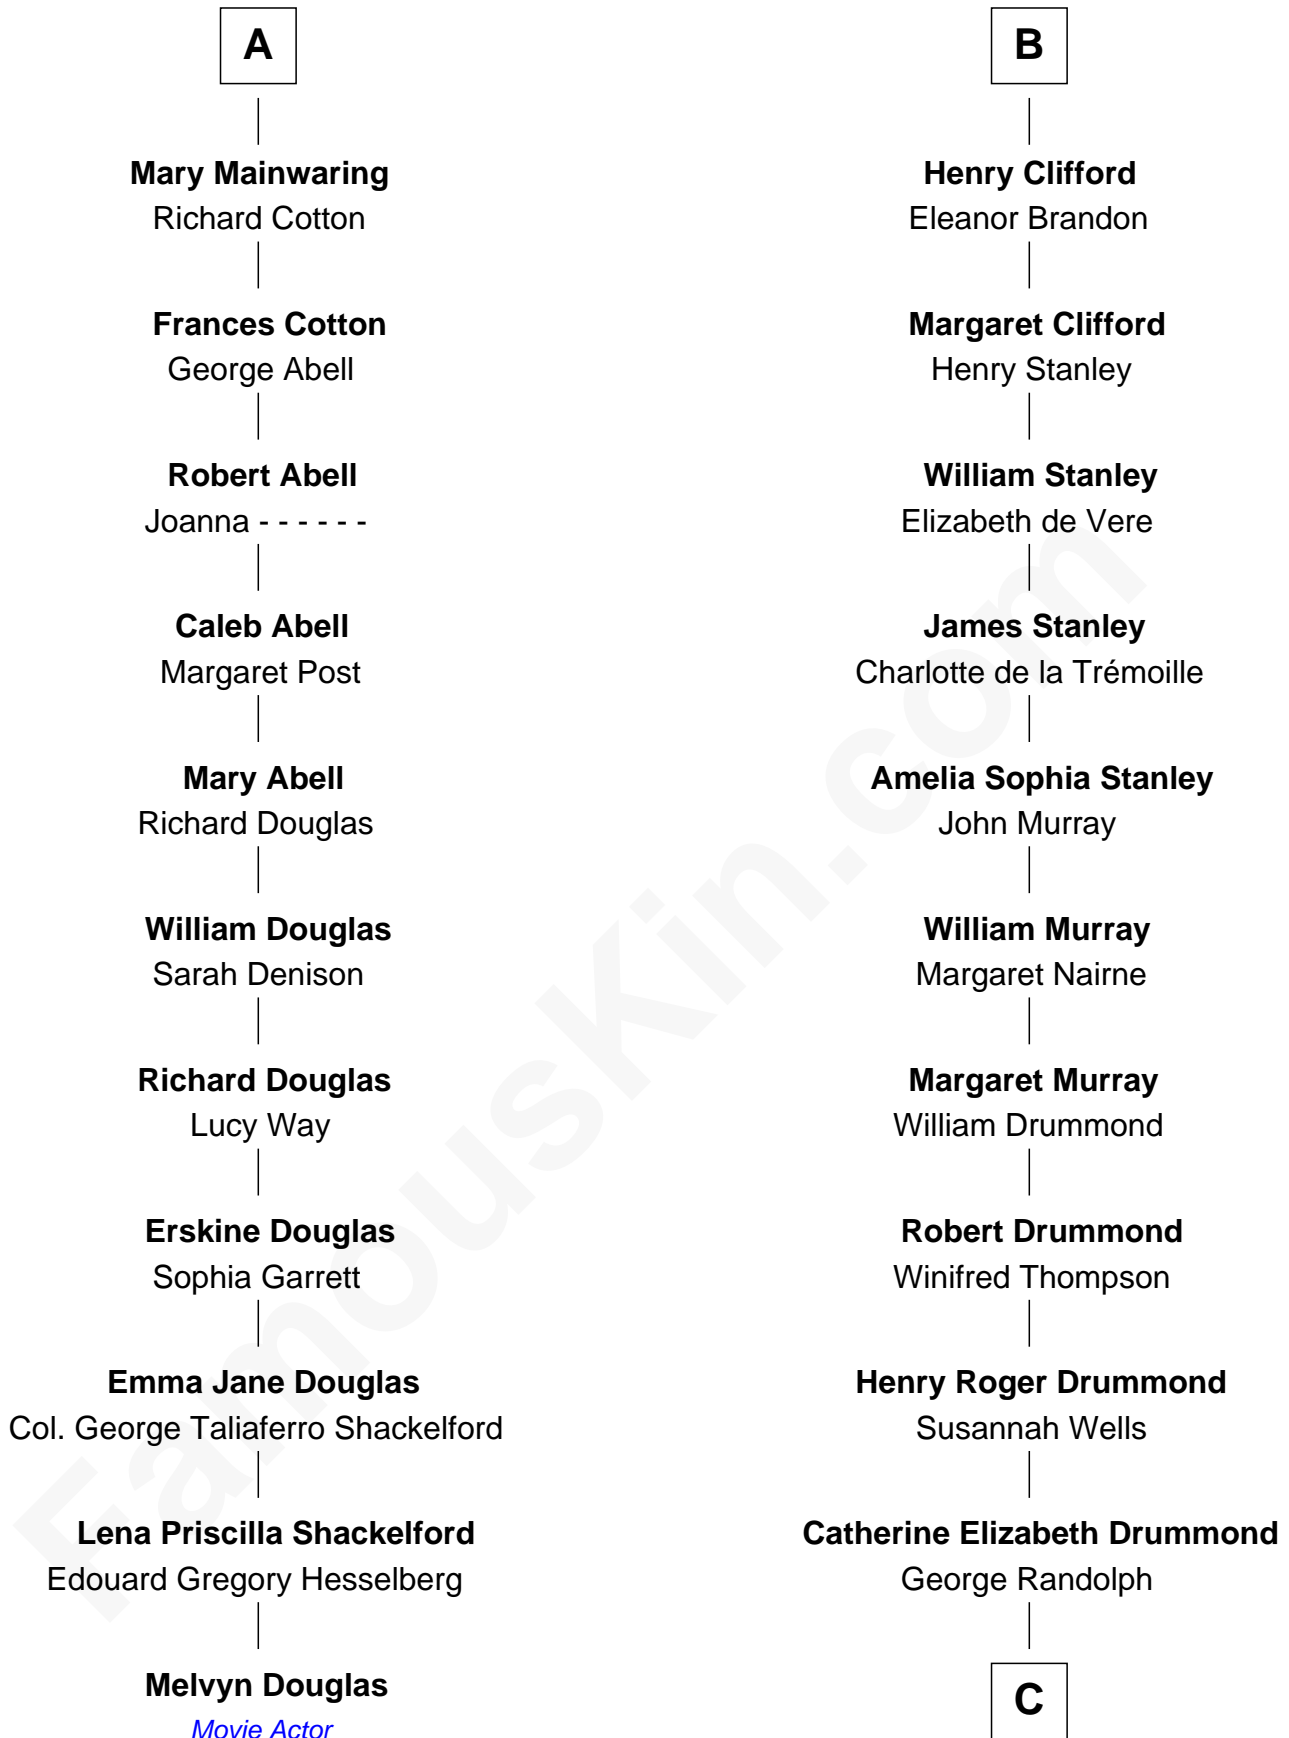 A
Mary Mainwaring
Richard Cotton
Frances Cotton
George Abell
Robert Abell
Joanna - - - - - -
Caleb Abell
Margaret Post
Mary Abell
Richard Douglas
William Douglas
Sarah Denison
Richard Douglas
Lucy Way
Erskine Douglas
Sophia Garrett
Emma Jane Douglas
Col. George Taliaferro Shackelford
Lena Priscilla Shackelford
Edouard Gregory Hesselberg
Melvyn Douglas
Movie Actor
B
Henry Clifford
Eleanor Brandon
Margaret Clifford
Henry Stanley
William Stanley
Elizabeth de Vere
James Stanley
Charlotte de la Trémoille
Amelia Sophia Stanley
John Murray
William Murray
Margaret Nairne
Margaret Murray
William Drummond
Robert Drummond
Winifred Thompson
Henry Roger Drummond
Susannah Wells
Catherine Elizabeth Drummond
George Randolph
C
FamousKin.com